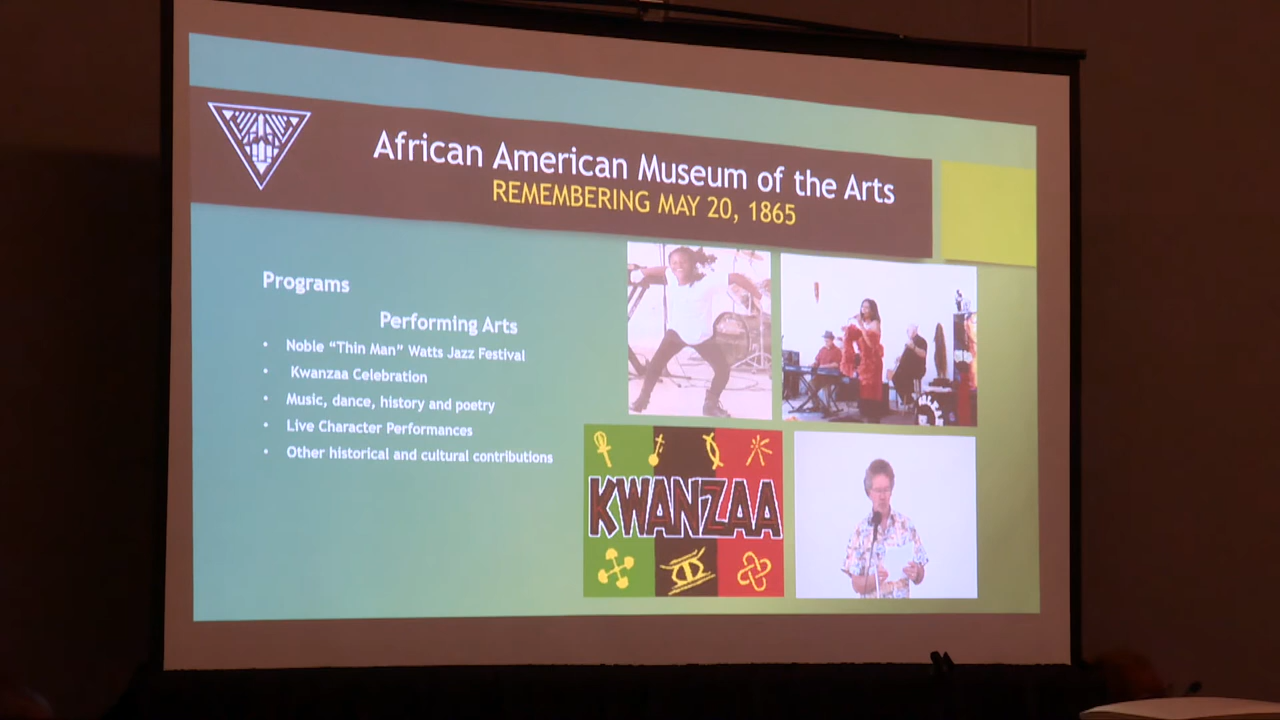 African American Museum of the Arts
REMEMBERING MAY 20, 1865
Programs
Performing Arts
• Noble “Thin Man” Watts Jazz Festival
• Kwanzaa Celebration
• Music, dance, history and poetry
• Live Character Performances
• Other historical and cultural contributions
KWANZAA